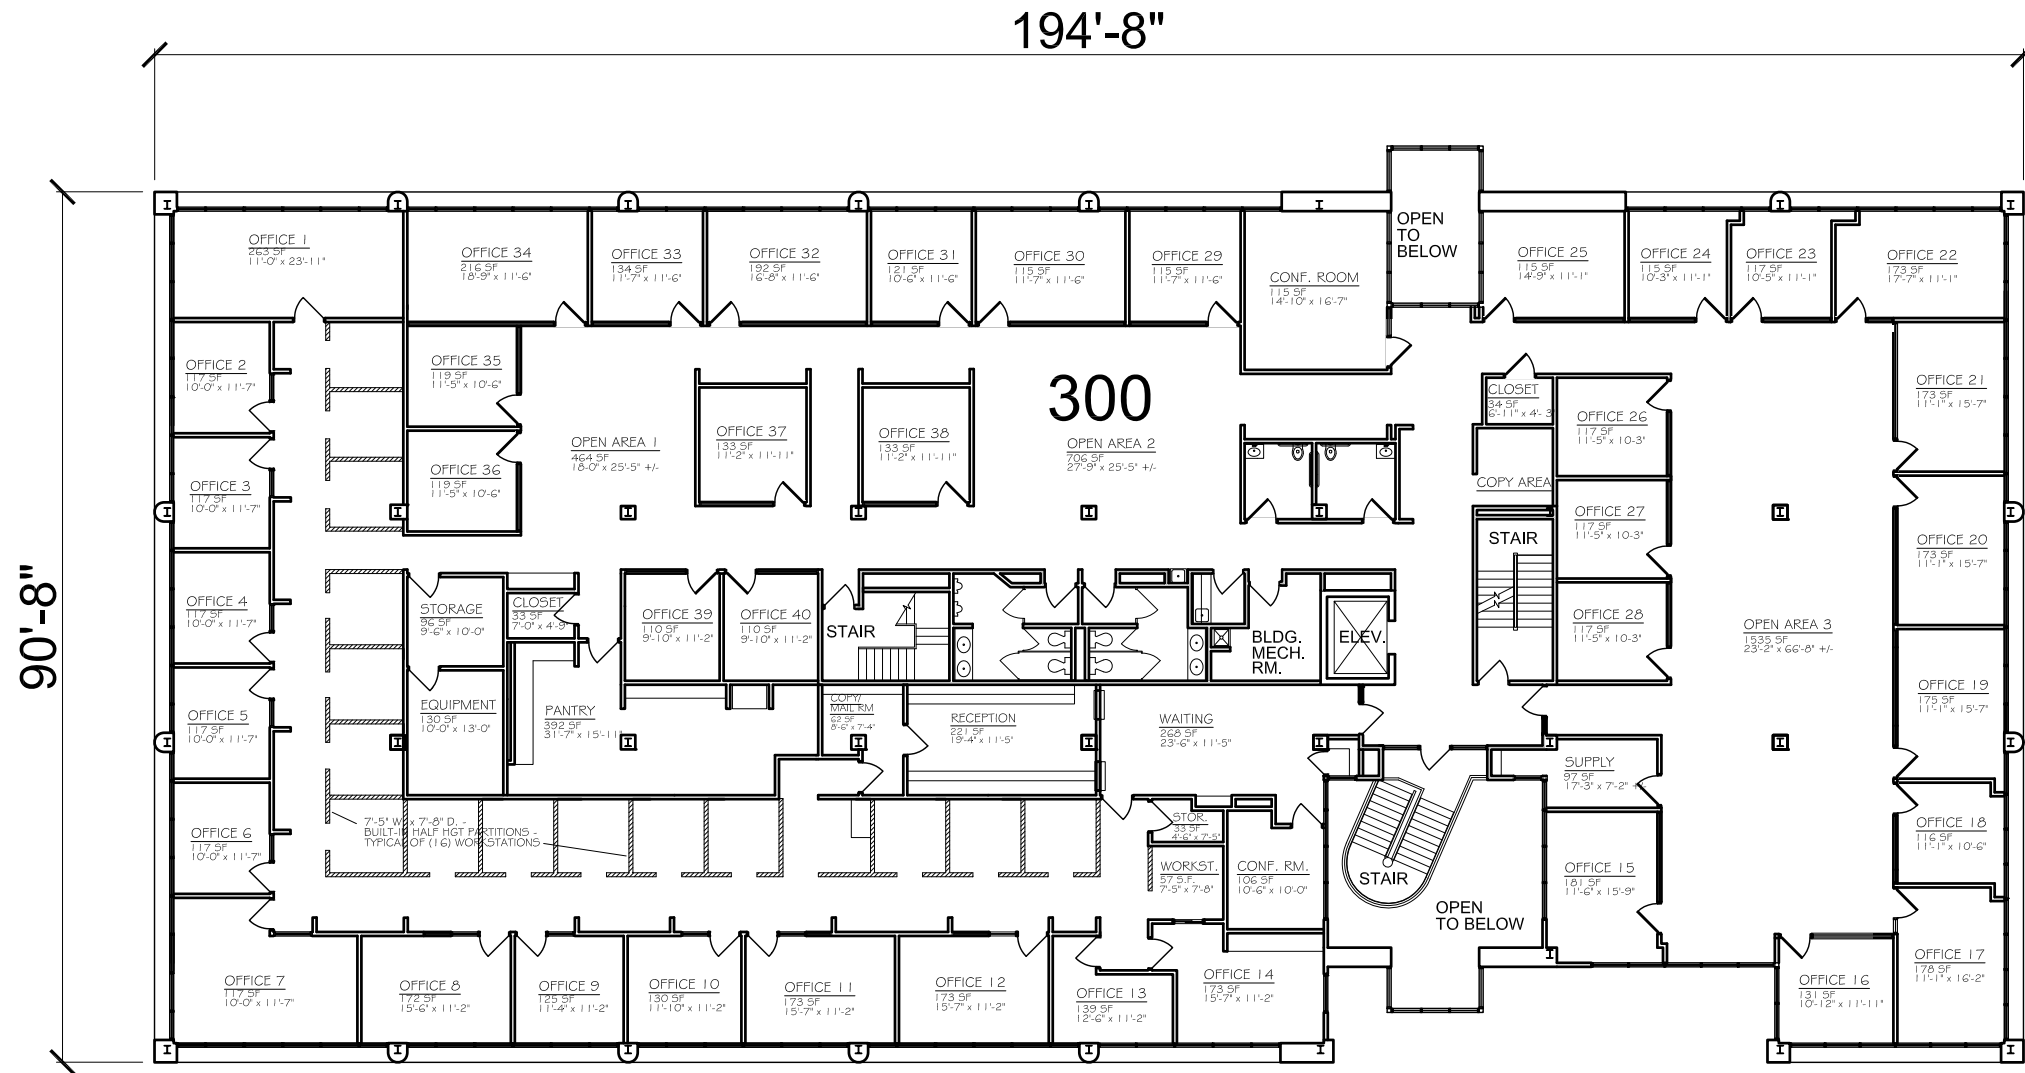 194'-8"
90'-8"
OFFICE 1
263 SF
11'-0" x 23'-11"
OFFICE 34
216 SF
18'-9" x 11'-6"
OFFICE 33
134 SF
11'-7" x 11'-6"
OFFICE 32
192 SF
16'-8" x 11'-6"
OFFICE 31
121 SF
10'-6" x 11'-6"
OFFICE 30
115 SF
11'-7" x 11'-6"
OFFICE 29
115 SF
11'-7" x 11'-6"
CONF. ROOM
115 SF
14'-10" x 16'-7"
OPEN
TO
BELOW
OFFICE 25
115 SF
14'-9" x 11'-1"
OFFICE 24
115 SF
10'-3" x 11'-1"
OFFICE 23
117 SF
10'-5" x 11'-1"
OFFICE 22
173 SF
17'-7" x 11'-1"
OFFICE 2
117 SF
10'-0" x 11'-7"
OFFICE 35
119 SF
11'-5" x 10'-6"
300
CLOSET
34 SF
6'-11" x 4'- 3"
OFFICE 26
117 SF
11'-5" x 10'-3"
OFFICE 21
173 SF
11'-1" x 15'-7"
OFFICE 3
117 SF
10'-0" x 11'-7"
OFFICE 36
119 SF
11'-5" x 10'-6"
OPEN AREA 1
464 SF
18'-0" x 25'-5" +/-
OFFICE 37
133 SF
11'-2" x 11'-11"
OFFICE 38
133 SF
11'-2" x 11'-11"
OPEN AREA 2
706 SF
27'-9" x 25'-5" +/-
COPY AREA
OFFICE 27
117 SF
11'-5" x 10'-3"
OFFICE 20
173 SF
11'-1" x 15'-7"
STAIR
OFFICE 4
117 SF
10'-0" x 11'-7"
STORAGE
96 SF
9'-6" x 10'-0"
CLOSET
33 SF
7'-0" x 4'-9"
OFFICE 39
110 SF
9'-10" x 11'-2"
OFFICE 40
110 SF
9'-10" x 11'-2"
STAIR
BLDG.
MECH.
RM.
ELEV.
OFFICE 28
117 SF
11'-5" x 10'-3"
OPEN AREA 3
1535 SF
23'-2" x 66'-8" +/-
OFFICE 5
117 SF
10'-0" x 11'-7"
EQUIPMENT
130 SF
10'-0" x 13'-0"
PANTRY
392 SF
31'-7" x 15'-11"
COPY/
MAIL RM
62 SF
8'-6" x 7'-4"
RECEPTION
221 SF
19'-4" x 11'-5"
WAITING
268 SF
23'-6" x 11'-5"
OFFICE 19
175 SF
11'-1" x 15'-7"
SUPPLY
97 SF
17'-3" x 7'-2" +/-
OFFICE 6
117 SF
10'-0" x 11'-7"
7'-5" W. x 7'-8" D. -
BUILT-IN HALF HGT PARTITIONS -
TYPICAL OF (16) WORKSTATIONS
STOR.
33 SF
4'-6" x 7'-5"
WORKST.
57 S.F.
7'-5" x 7'-8"
CONF. RM.
106 SF
10'-6" x 10'-0"
STAIR
OPEN
TO BELOW
OFFICE 15
181 SF
11'-6" x 15'-9"
OFFICE 18
116 SF
11'-1" x 10'-6"
OFFICE 7
117 SF
10'-0" x 11'-7"
OFFICE 8
172 SF
15'-6" x 11'-2"
OFFICE 9
125 SF
11'-4" x 11'-2"
OFFICE 10
130 SF
11'-10" x 11'-2"
OFFICE 11
173 SF
15'-7" x 11'-2"
OFFICE 12
173 SF
15'-7" x 11'-2"
OFFICE 13
139 SF
12'-6" x 11'-2"
OFFICE 14
173 SF
15'-7" x 11'-2"
OFFICE 16
131 SF
10'-12" x 11'-11"
OFFICE 17
178 SF
11'-1" x 16'-2"